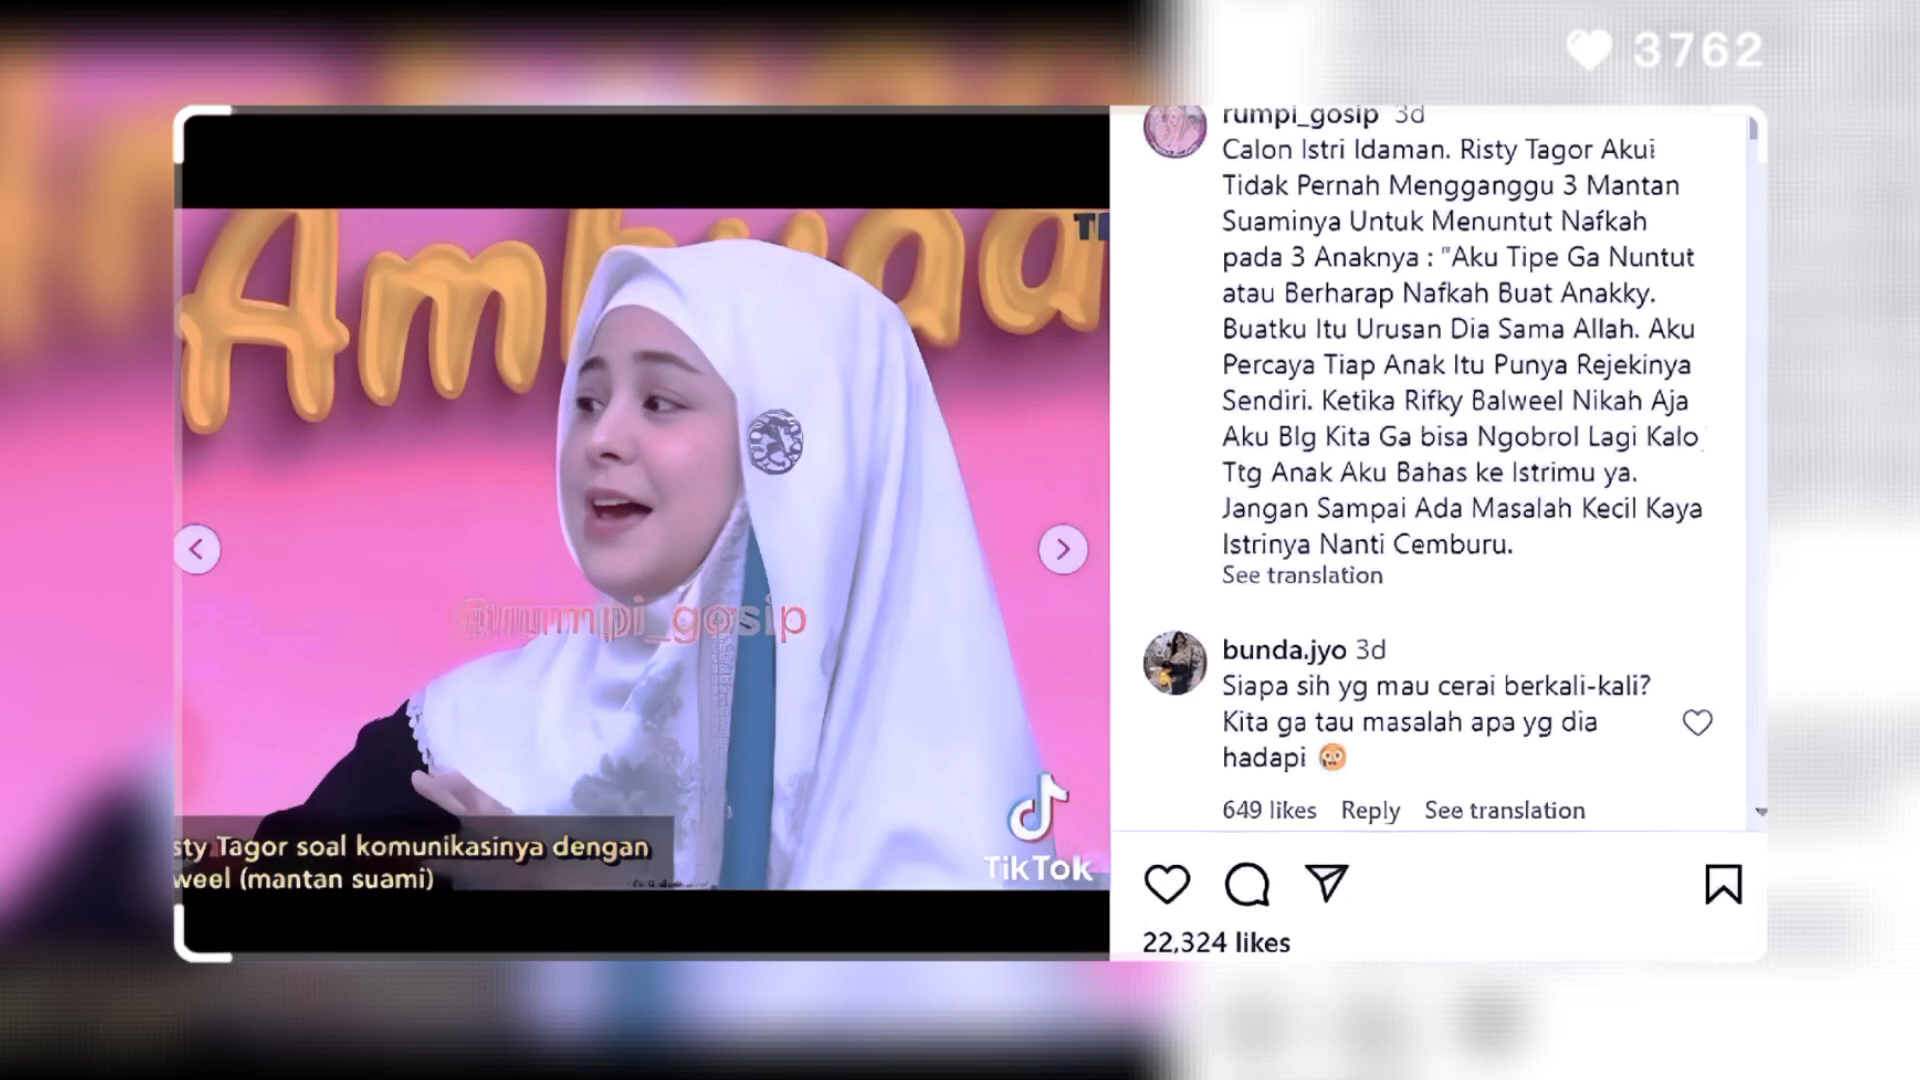 3762
Ambyaa
TR
@rumpi_gosip
sty Tagor soal komunikasinya dengan
weel (mantan suami)
TikTok
rumpi_gosip 3d
Calon Istri Idaman. Risty Tagor Akui
Tidak Pernah Mengganggu 3 Mantan
Suaminya Untuk Menuntut Nafkah
pada 3 Anaknya : "Aku Tipe Ga Nuntut
atau Berharap Nafkah Buat Anakky.
Buatku Itu Urusan Dia Sama Allah. Aku
Percaya Tiap Anak Itu Punya Rejekinya
Sendiri. Ketika Rifky Balweel Nikah Aja
Aku Blg Kita Ga bisa Ngobrol Lagi Kalo
Ttg Anak Aku Bahas ke Istrimu ya.
Jangan Sampai Ada Masalah Kecil Kaya
Istrinya Nanti Cemburu.
See translation
bunda.jyo 3d
Siapa sih yg mau cerai berkali-kali?
Kita ga tau masalah apa yg dia
hadapi 😱
649 likes Reply See translation
22,324 likes